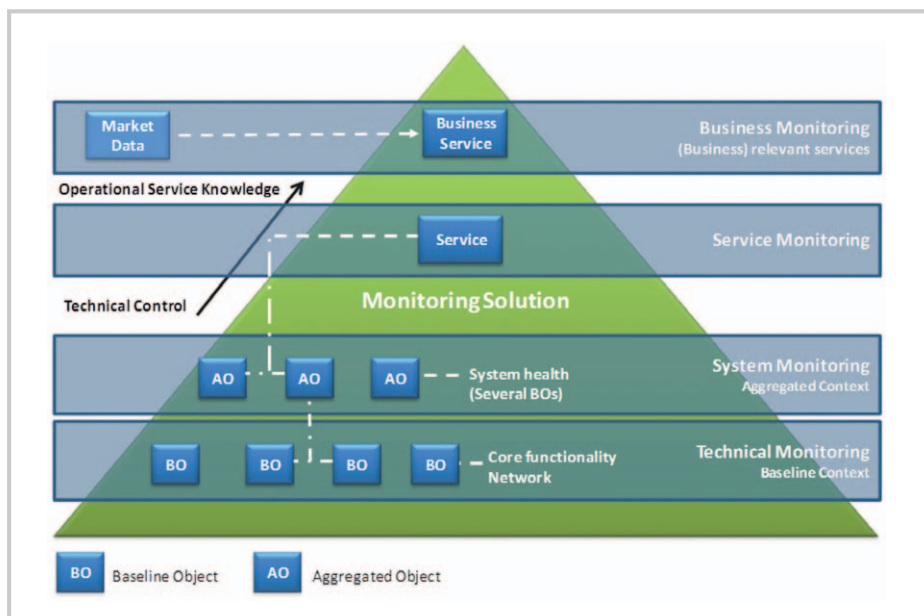 Market
Data
Business
Service
Business Monitoring
(Business) relevant services
Operational Service Knowledge
Service
Service Monitoring
Technical Control
Monitoring Solution
AO
AO
AO
System health
(Several BOs)
System Monitoring
Aggregated Context
BO
BO
BO
BO
Core functionality
Network
Technical Monitoring
Baseline Context
BO
Baseline Object
AO
Aggregated Object